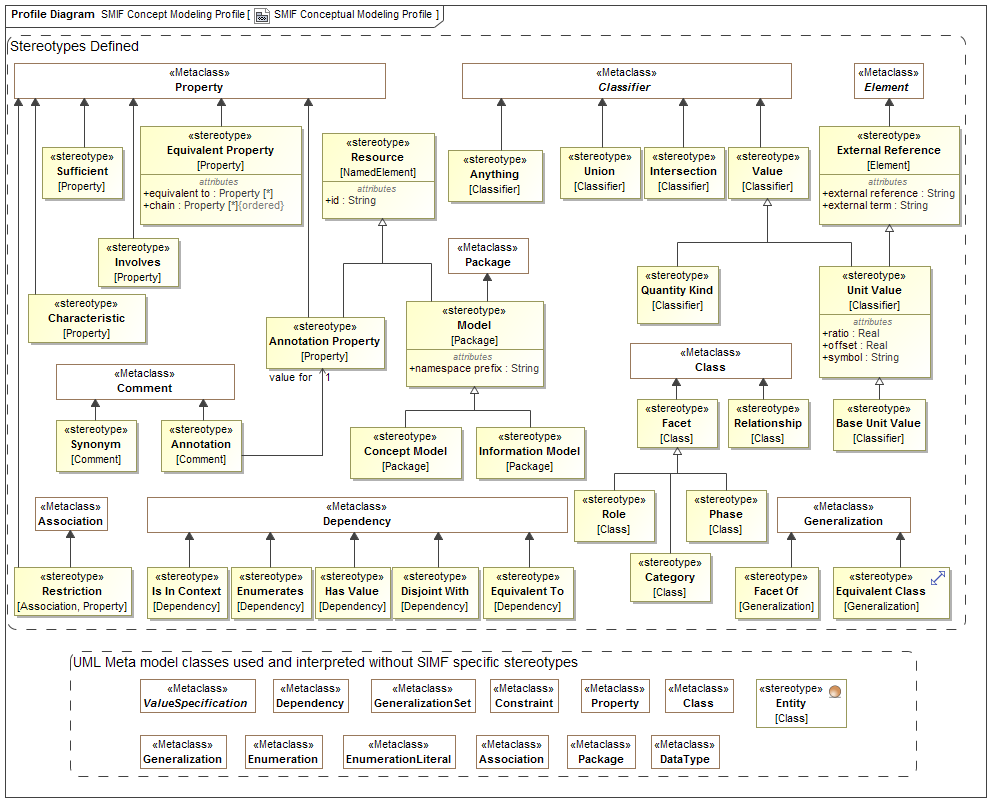 Profile Diagram SMIF Concept Modeling Profile [ SMIF Conceptual Modeling Profile ]
Stereotypes Defined
«Metaclass»
Property
«Metaclass»
Classifier
«Metaclass»
Element
«stereotype»
Sufficient
[Property]
«stereotype»
Equivalent Property
[Property]
attributes
+equivalent to : Property [*]
+chain : Property [*]{ordered}
«stereotype»
Resource
[NamedElement]
attributes
+id : String
«stereotype»
Anything
[Classifier]
«stereotype»
Union
[Classifier]
«stereotype»
Intersection
[Classifier]
«stereotype»
Value
[Classifier]
«stereotype»
External Reference
[Element]
attributes
+external reference : String
+external term : String
«stereotype»
Involves
[Property]
«Metaclass»
Package
«stereotype»
Characteristic
[Property]
«stereotype»
Annotation Property
[Property]
value for
1
«stereotype»
Model
[Package]
attributes
+namespace prefix : String
«stereotype»
Quantity Kind
[Classifier]
«stereotype»
Unit Value
[Classifier]
attributes
+ratio : Real
+offset : Real
+symbol : String
«Metaclass»
Comment
«Metaclass»
Class
«stereotype»
Synonym
[Comment]
«stereotype»
Annotation
[Comment]
«stereotype»
Concept Model
[Package]
«stereotype»
Information Model
[Package]
«stereotype»
Facet
[Class]
«stereotype»
Relationship
[Class]
«stereotype»
Base Unit Value
[Classifier]
«Metaclass»
Association
«Metaclass»
Dependency
«stereotype»
Role
[Class]
«stereotype»
Phase
[Class]
«Metaclass»
Generalization
«stereotype»
Restriction
[Association, Property]
«stereotype»
Is In Context
[Dependency]
«stereotype»
Enumerates
[Dependency]
«stereotype»
Has Value
[Dependency]
«stereotype»
Disjoint With
[Dependency]
«stereotype»
Equivalent To
[Dependency]
«stereotype»
Category
[Class]
«stereotype»
Facet Of
[Generalization]
«stereotype»
Equivalent Class
[Generalization]
UML Meta model classes used and interpreted without SIMF specific stereotypes
«Metaclass»
ValueSpecification
«Metaclass»
Dependency
«Metaclass»
GeneralizationSet
«Metaclass»
Constraint
«Metaclass»
Property
«Metaclass»
Class
«stereotype»
Entity
[Class]
«Metaclass»
Generalization
«Metaclass»
Enumeration
«Metaclass»
EnumerationLiteral
«Metaclass»
Association
«Metaclass»
Package
«Metaclass»
DataType